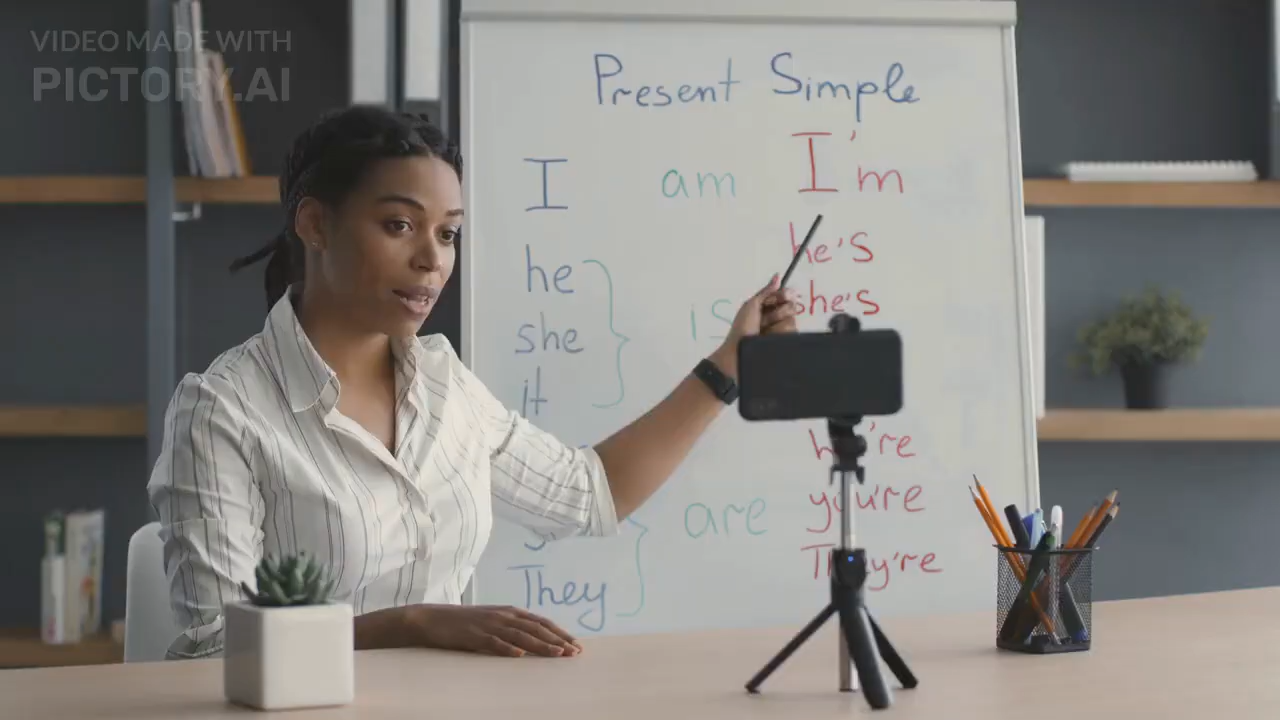 VIDEO MADE WITH
PICTORY.AI
Present Simple
I am I'm
he he's
she is she's
it
you're
are
They They're